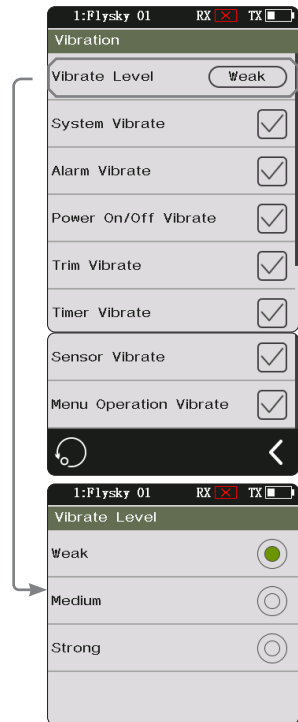 1:Flysky 01 RX TX
Vibration
Vibrate Level Weak
System Vibrate
Alarm Vibrate
Power On/Off Vibrate
Trim Vibrate
Timer Vibrate
Sensor Vibrate
Menu Operation Vibrate
1:Flysky 01 RX TX
Vibrate Level
Weak
Medium
Strong